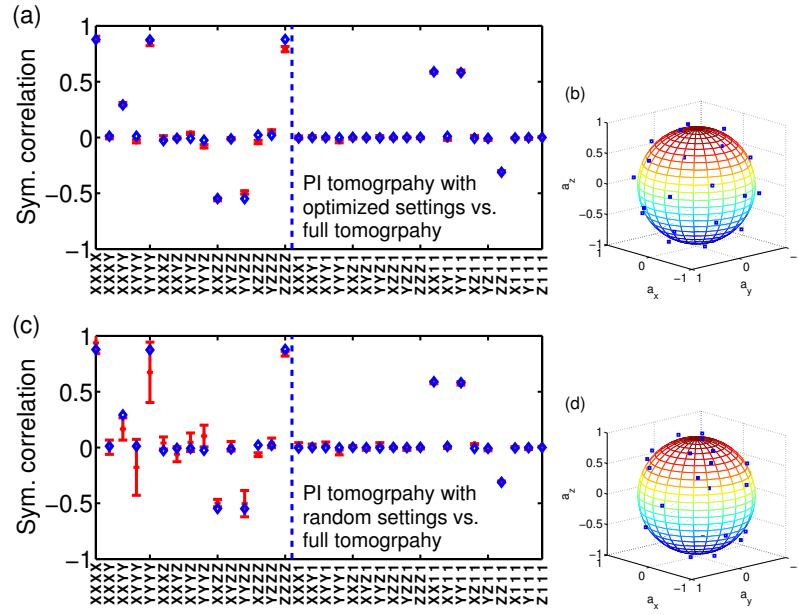 (a)
1
0.5
0
−0.5
−1
Sym. correlation
PI tomogrpahy with
optimized settings vs.
full tomogrpahy
XXXX
XXXY
XXYY
XYYY
YYYY
XXXZ
XXYZ
XYYZ
YYYZ
XXZZ
XYZZ
YYZZ
XZZZ
YZZZ
ZZZZ
XXX1
XXY1
XYY1
YYY1
XXZ1
XYZ1
YYZ1
XZZ1
YZZ1
ZZZ1
XX11
XY11
YY11
XZ11
YZ11
ZZ11
X111
Y111
Z111
(b)
1
0.5
0
−0.5
−1
a_z
1
0
−1
a_x
1
0
−
a_y
(c)
1
0.5
0
−0.5
−1
Sym. correlation
PI tomogrpahy with
random settings vs.
full tomogrpahy
XXXX
XXXY
XXYY
XYYY
YYYY
XXXZ
XXYZ
XYYZ
YYYZ
XXZZ
XYZZ
YYZZ
XZZZ
YZZZ
ZZZZ
XXX1
XXY1
XYY1
YYY1
XXZ1
XYZ1
YYZ1
XZZ1
YZZ1
ZZZ1
XX11
XY11
YY11
XZ11
YZ11
ZZ11
X111
Y111
Z111
(d)
1
0.5
0
−0.5
−1
a_z
1
0
−1
a_x
1
0
−
a_y